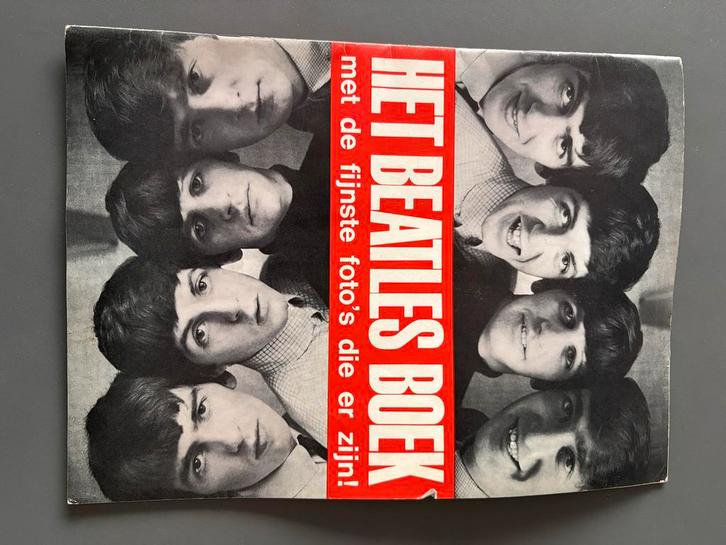 HET BEATLES BOEK
met de fijnste foto's die er zijn!